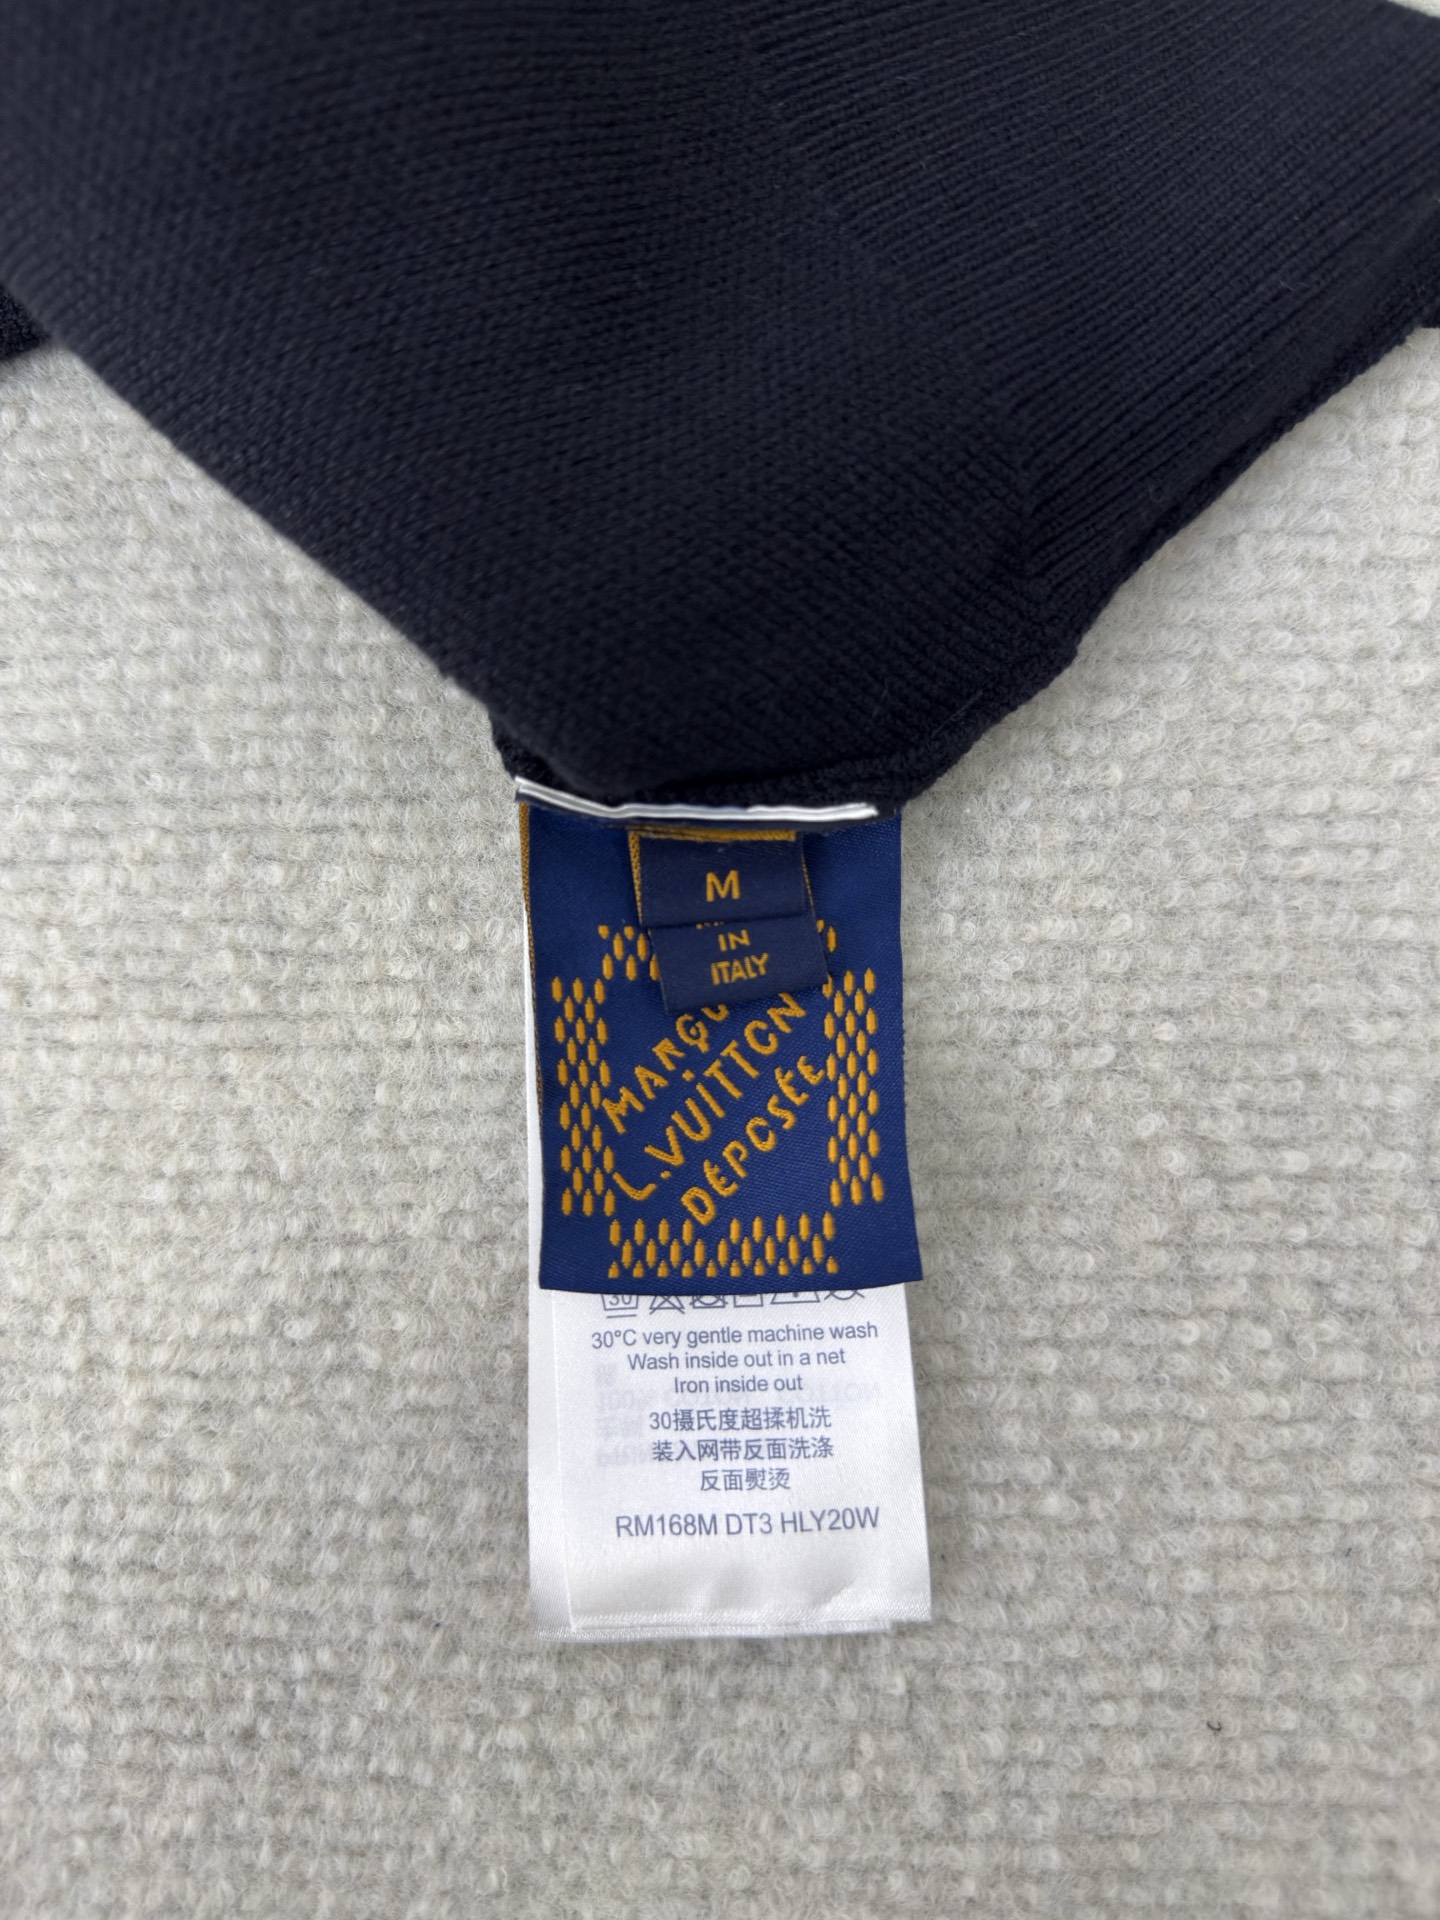 M
IN
ITALY
L.VUITTON
DÉPOSÉE
30
30°C very gentle machine wash
Wash inside out in a net
Iron inside out
30摄氏度超揉机洗
装入网带反面洗涤
反面熨烫
RM168M DT3 HLY20W